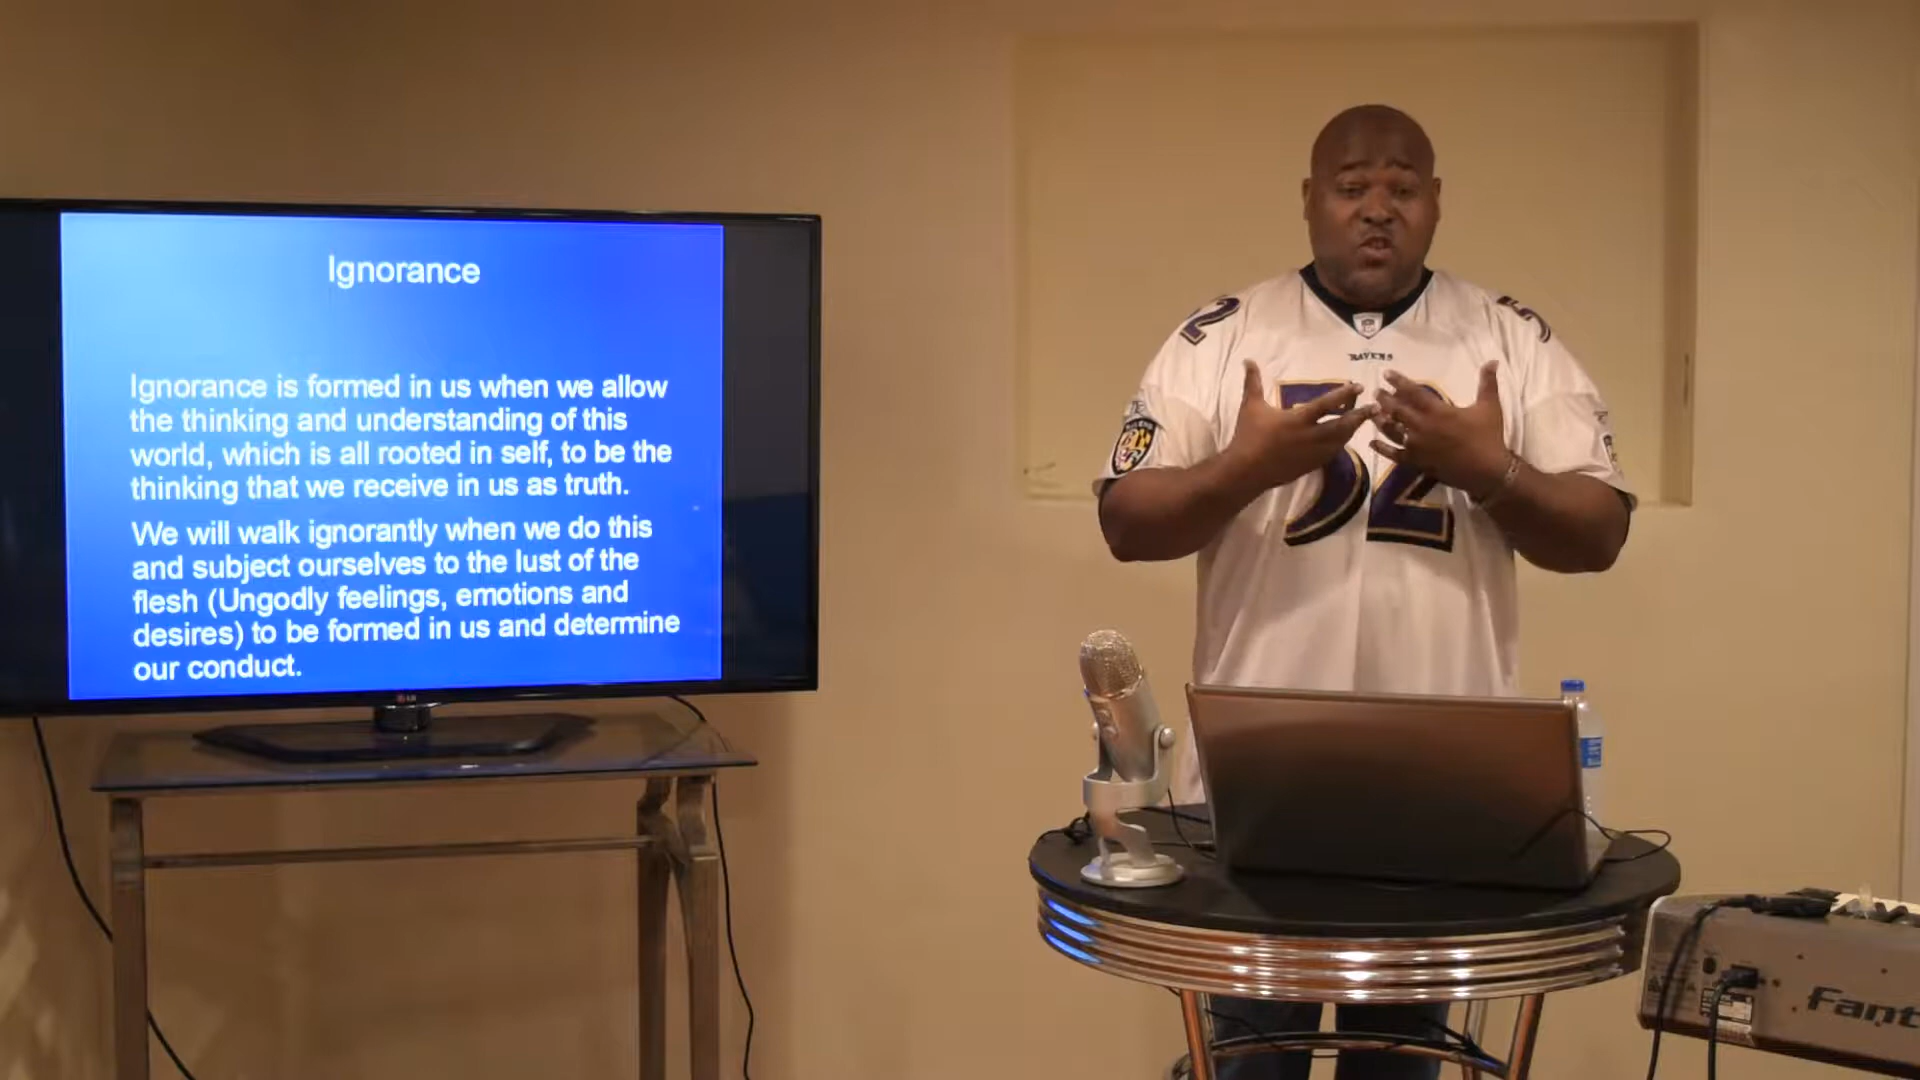 Ignorance
Ignorance is formed in us when we allow
the thinking and understanding of this
world, which is all rooted in self, to be the
thinking that we receive in us as truth.
We will walk ignorantly when we do this
and subject ourselves to the lust of the
flesh (Ungodly feelings, emotions and
desires) to be formed in us and determine
our conduct.
LG
52
5
RAVENS
52
Fant